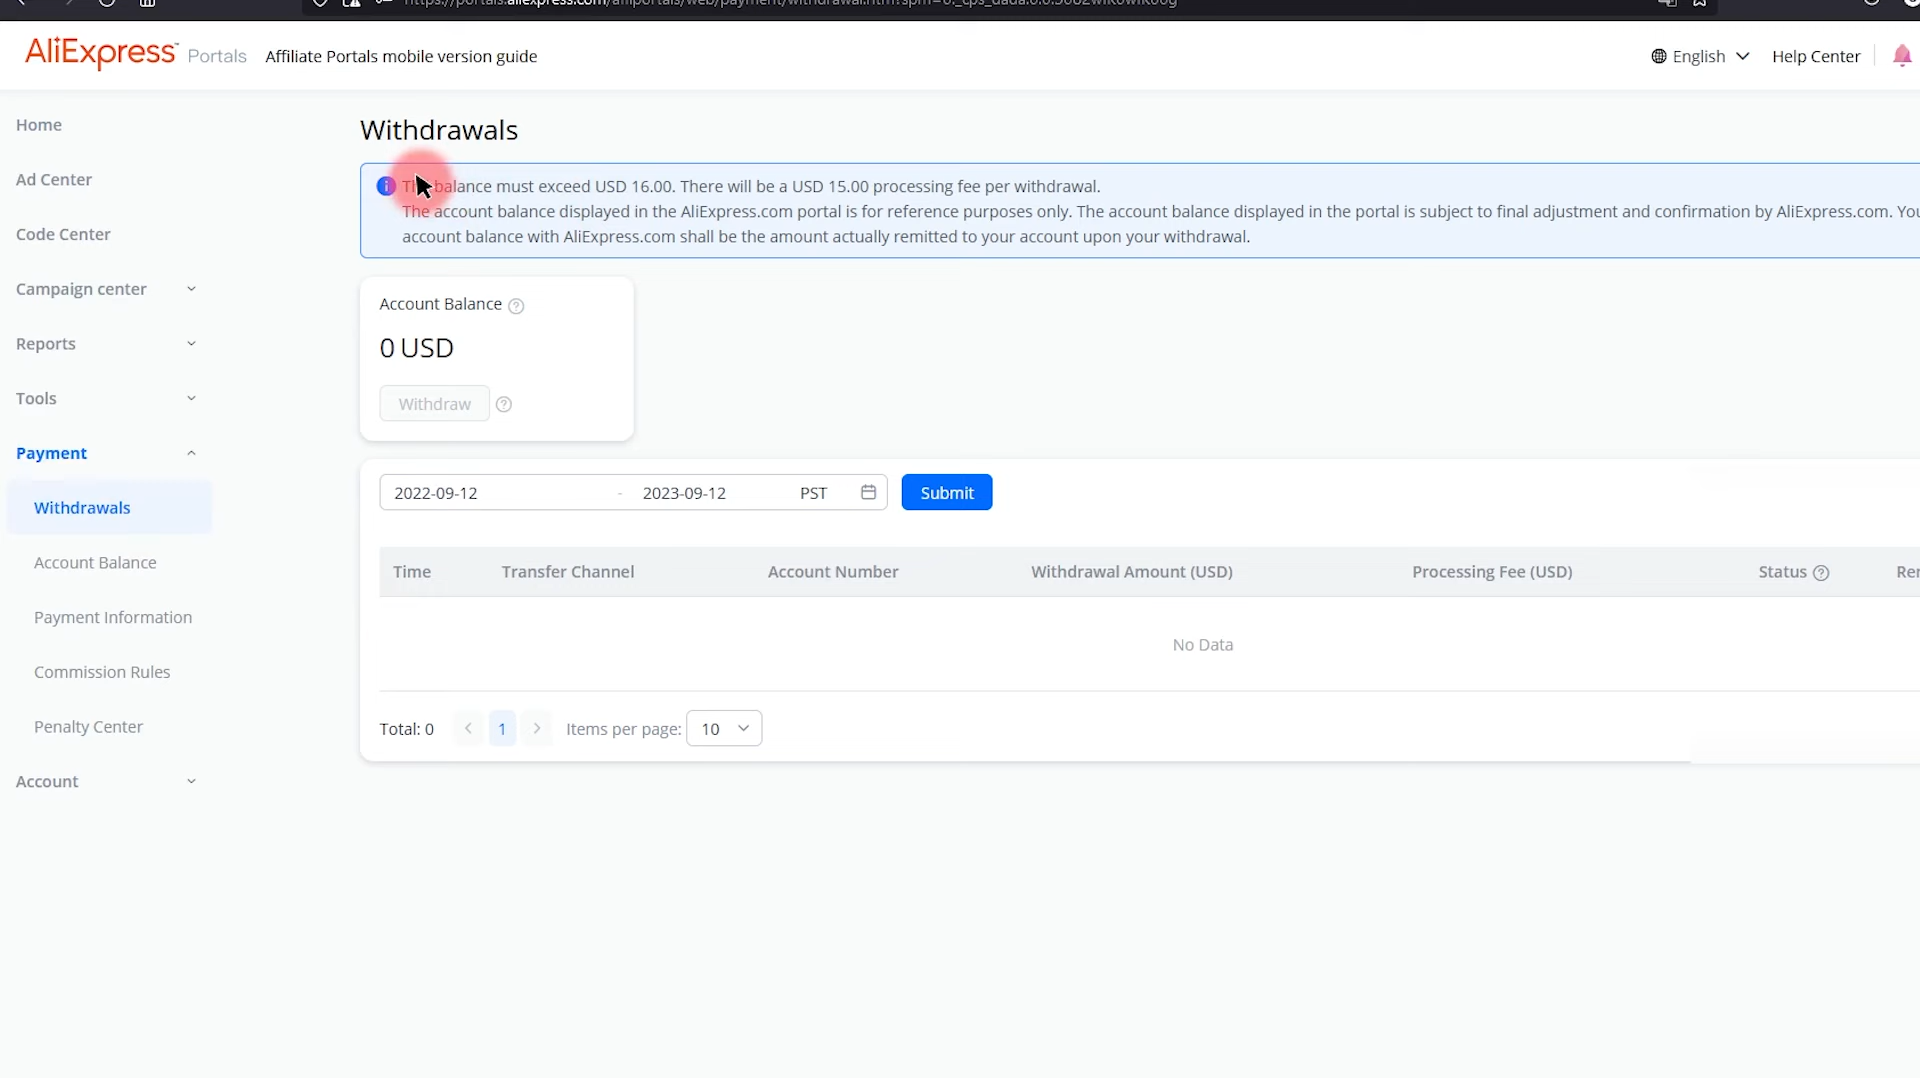 AliExpress Portals Affiliate Portals mobile version guide English Help Center
Home
Ad Center
Code Center
Campaign center
Reports
Tools
Payment
Withdrawals
Account Balance
Payment Information
Commission Rules
Penalty Center
Account
Withdrawals
balance must exceed USD 16.00. There will be a USD 15.00 processing fee per withdrawal.
The account balance displayed in the AliExpress.com portal is for reference purposes only. The account balance displayed in the portal is subject to final adjustment and confirmation by AliExpress.com. You
account balance with AliExpress.com shall be the amount actually remitted to your account upon your withdrawal.
Account Balance ?
0 USD
Withdraw ?
2022-09-12 - 2023-09-12 PST Submit
Time Transfer Channel Account Number Withdrawal Amount (USD) Processing Fee (USD) Status ?
No Data
Total: 0 < 1 > Items per page: 10